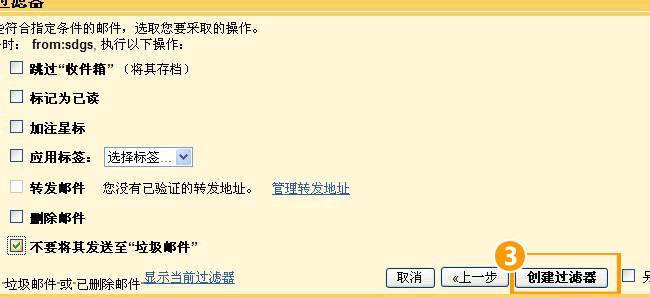 过滤器
些符合指定条件的邮件，选取您要采取的操作。
时： from:sdgs, 执行以下操作：
跳过“收件箱” （将其存档）
标记为已读
加注星标
应用标签： 选择标签...
转发邮件 您没有已验证的转发地址。 管理转发地址
删除邮件
不要将其发送至“垃圾邮件”
垃圾邮件·或·已删除邮件 显示当前过滤器 取消 «上一步 3 创建过滤器